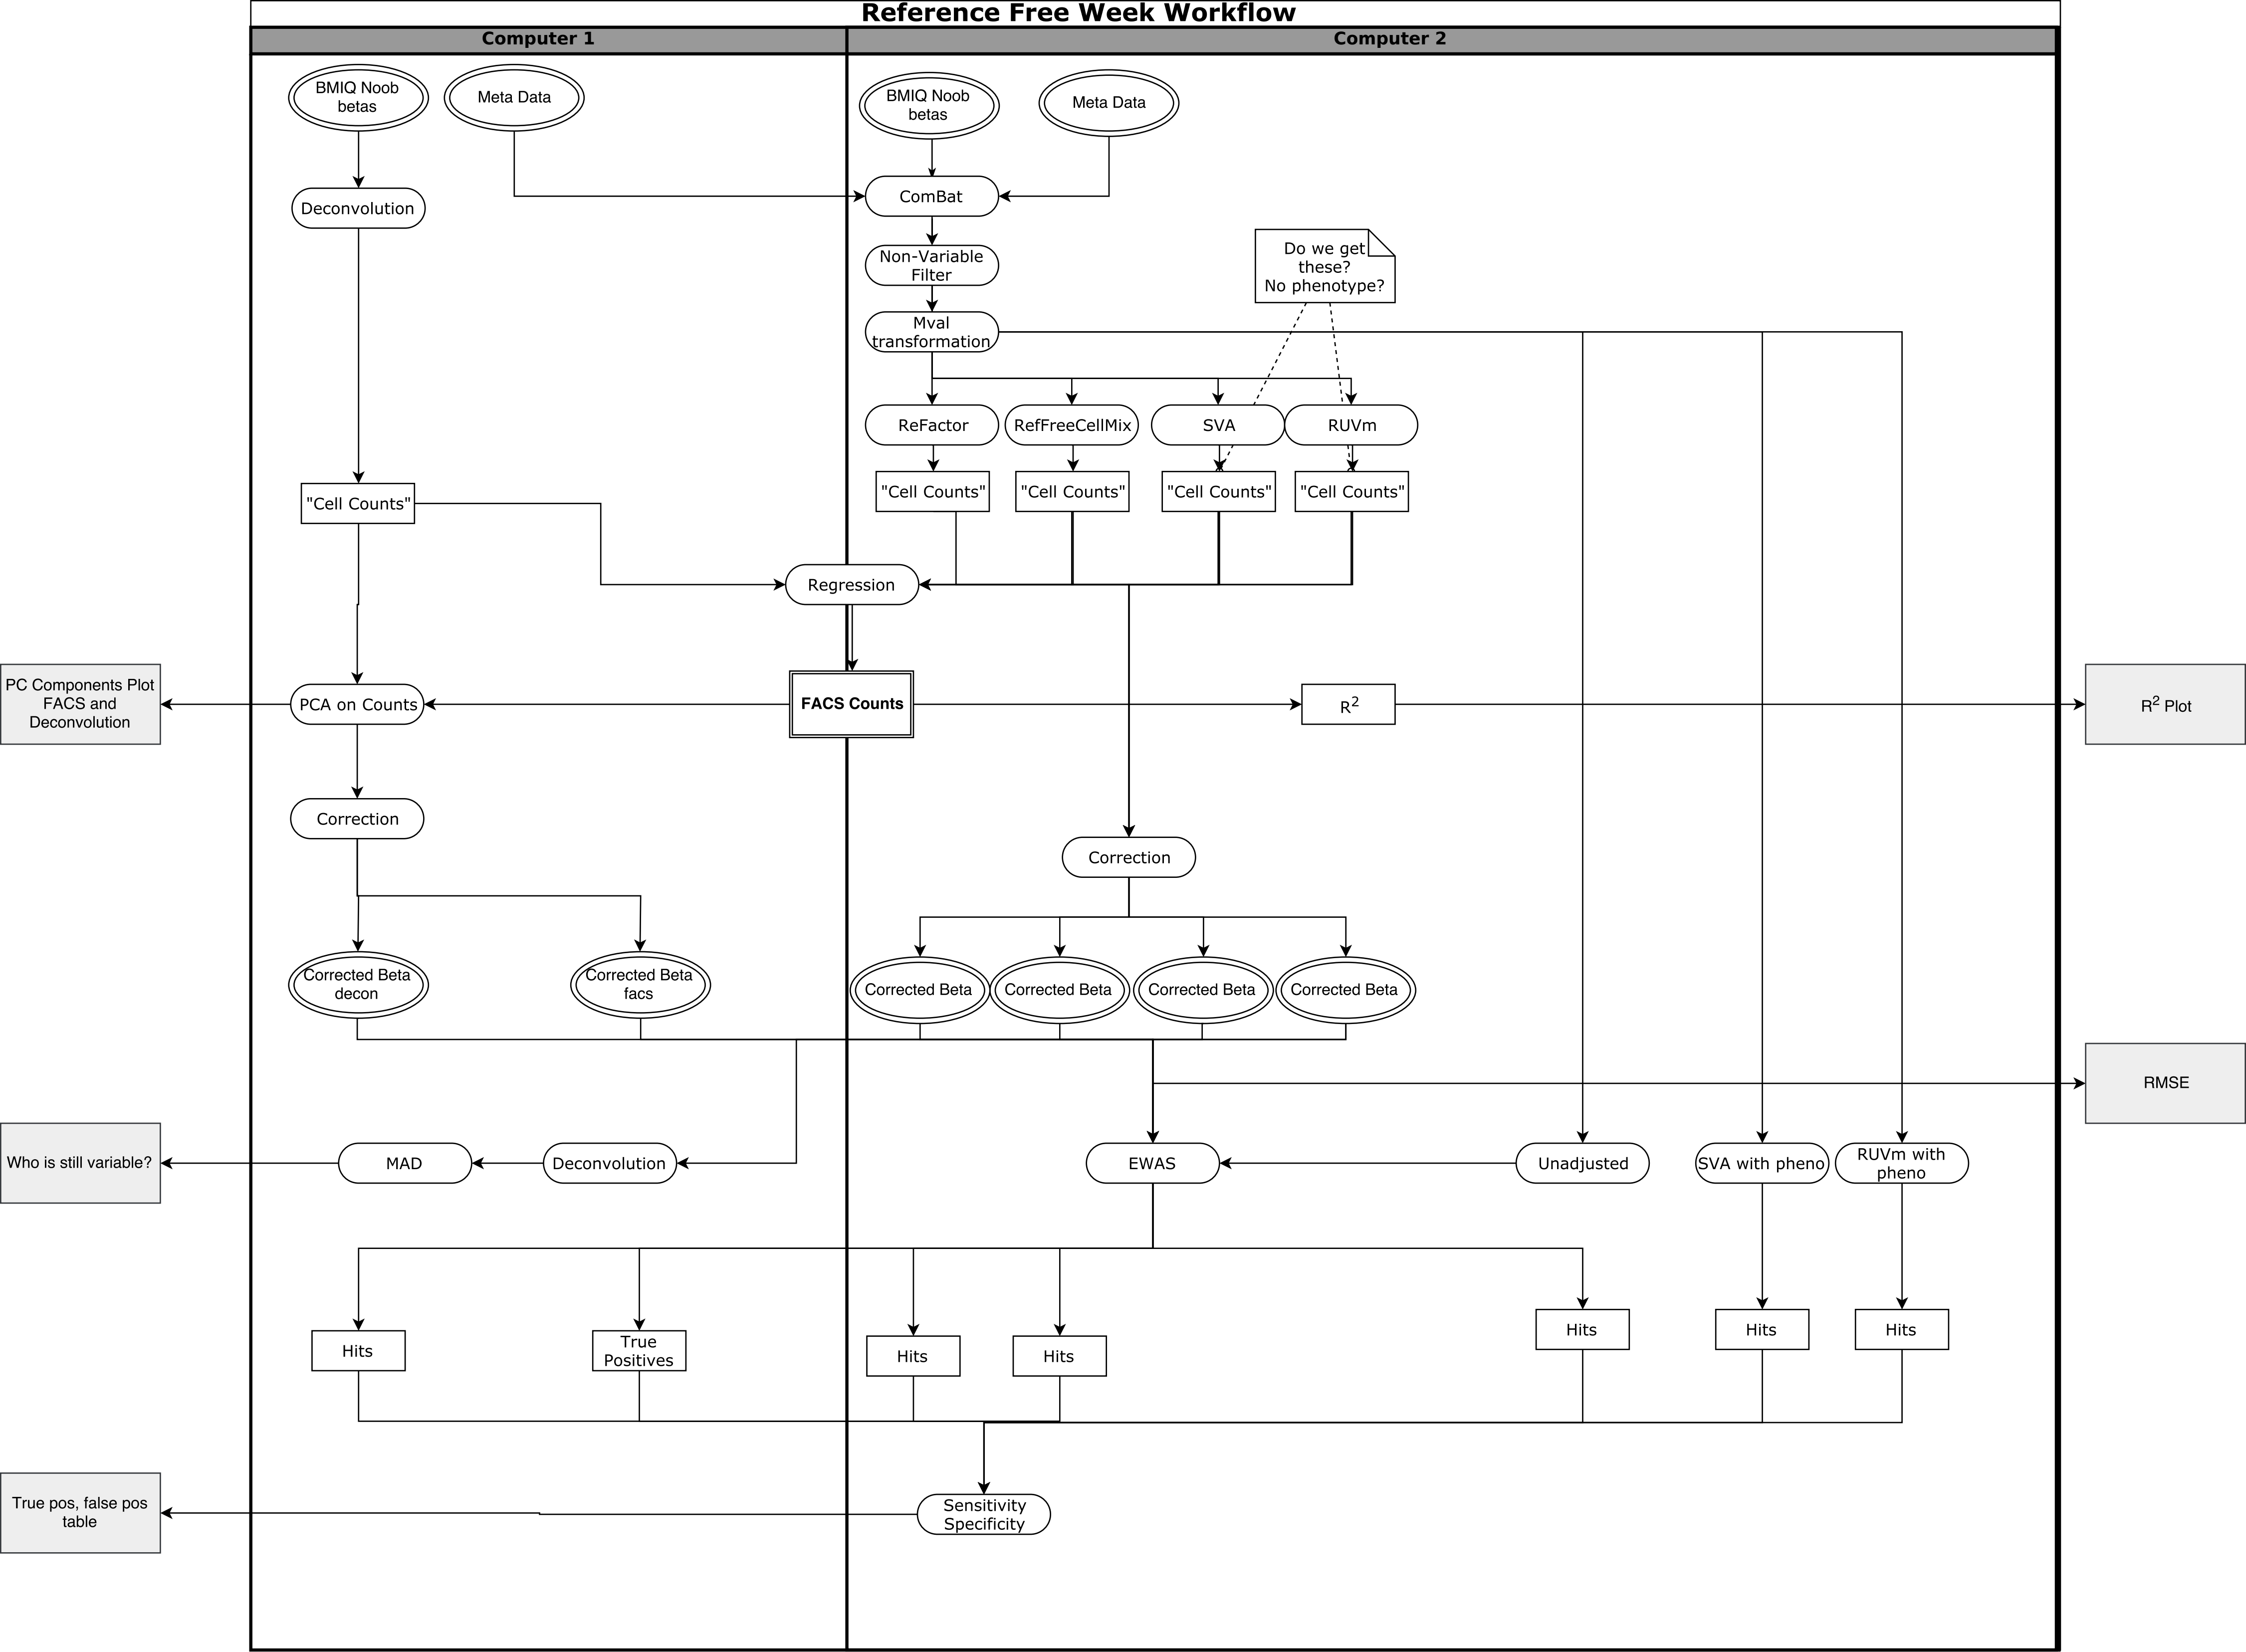 Reference Free Week Workflow
Computer 1
Computer 2
BMIQ Noob
betas
Meta Data
BMIQ Noob
betas
Meta Data
Deconvolution
ComBat
Non-Variable
Filter
Do we get
these?
No phenotype?
Mval
transformation
ReFactor
RefFreeCellMix
SVA
RUVm
"Cell Counts"
"Cell Counts"
"Cell Counts"
"Cell Counts"
"Cell Counts"
Regression
PC Components Plot
FACS and
Deconvolution
PCA on Counts
FACS Counts
R²
R² Plot
Correction
Correction
Corrected Beta
decon
Corrected Beta
facs
Corrected Beta
Corrected Beta
Corrected Beta
Corrected Beta
RMSE
Who is still variable?
MAD
Deconvolution
EWAS
Unadjusted
SVA with pheno
RUVm with
pheno
Hits
True
Positives
Hits
Hits
Hits
Hits
Hits
True pos, false pos
table
Sensitivity
Specificity